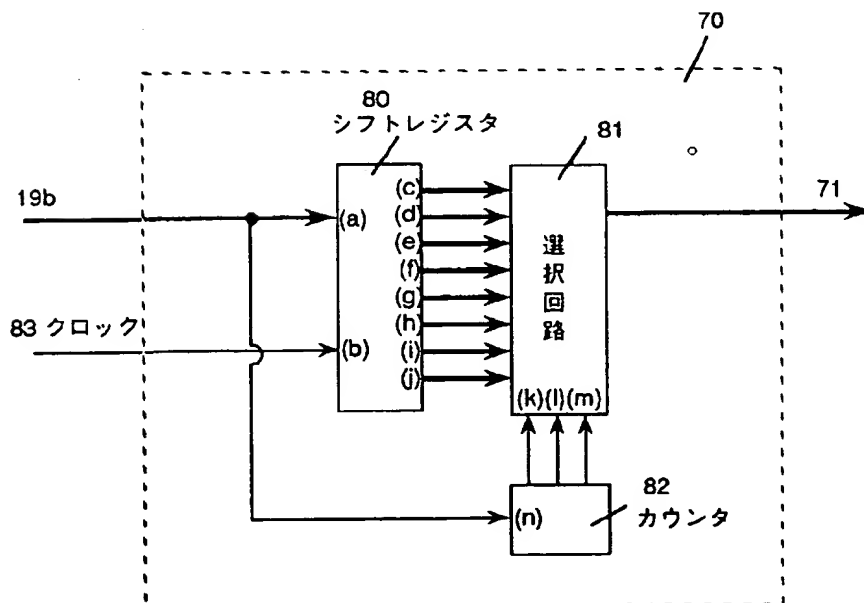 70
80
シフトレジスタ
81
19b
71
(a)
(c)
(d)
(e)
(f)
(g)
(h)
(i)
(j)
選択回路
83 クロック
(b)
(k)(l)(m)
82
カウンタ
(n)